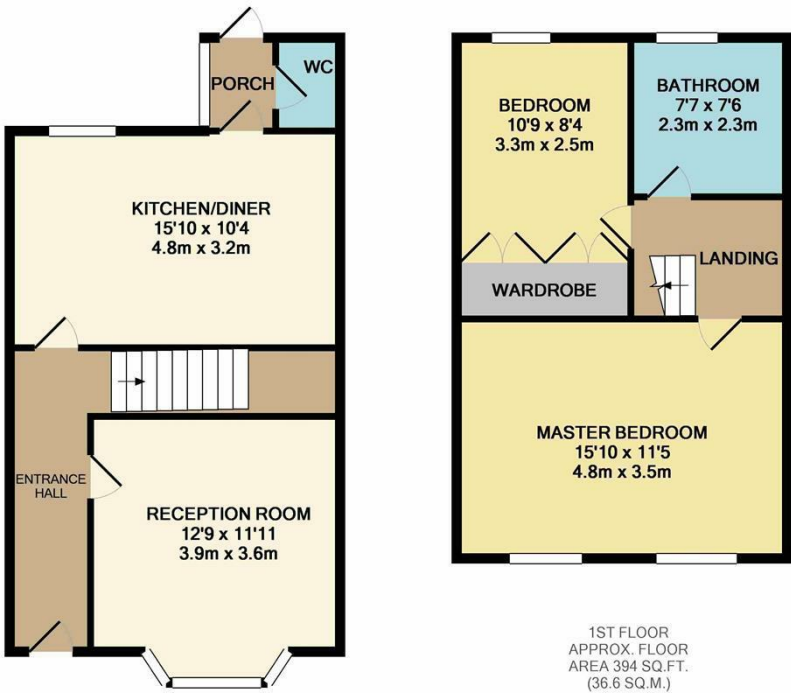 PORCH
WC
KITCHEN/DINER
15'10 x 10'4
4.8m x 3.2m
ENTRANCE
HALL
RECEPTION ROOM
12'9 x 11'11
3.9m x 3.6m
BEDROOM
10'9 x 8'4
3.3m x 2.5m
BATHROOM
7'7 x 7'6
2.3m x 2.3m
LANDING
WARDROBE
MASTER BEDROOM
15'10 x 11'5
4.8m x 3.5m
1ST FLOOR
APPROX. FLOOR
AREA 394 SQ.FT.
(36.6 SQ.M.)